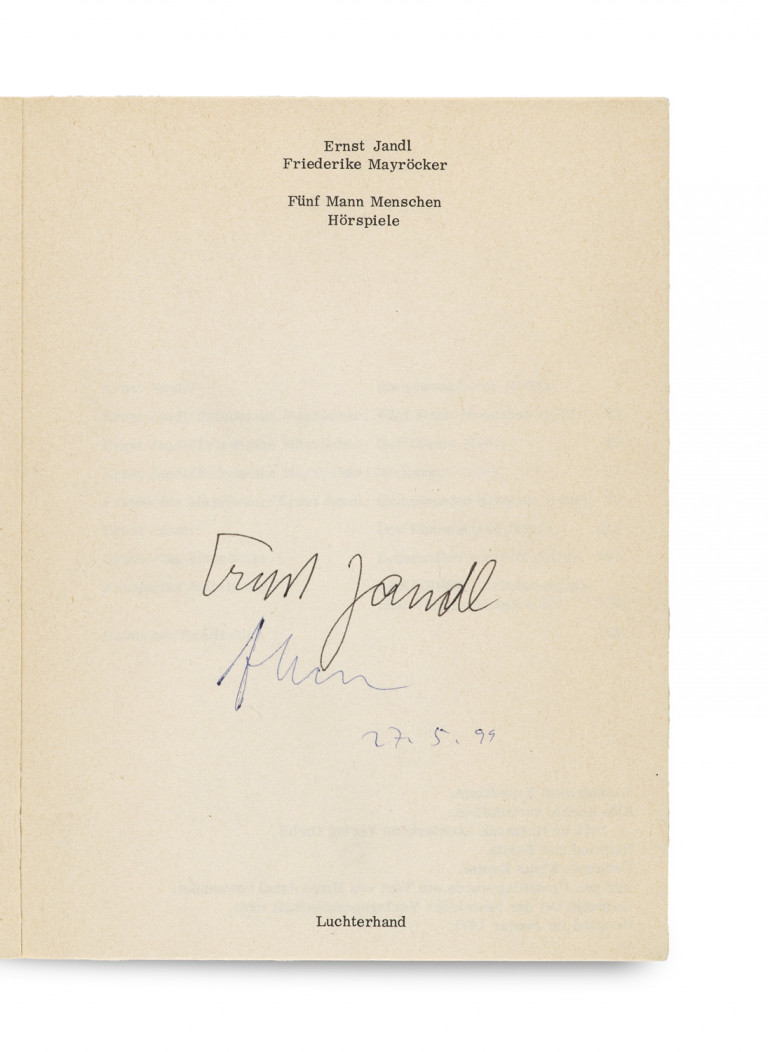 Ernst Jandl
Friederike Mayröcker
Fünf Mann Menschen
Hörspiele
Ernst Jandl
27. 5. 99
Luchterhand